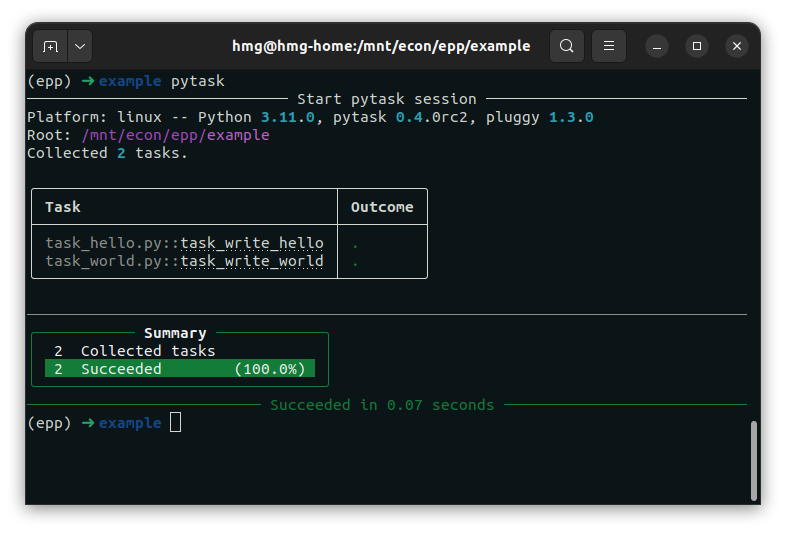 hmg@hmg-home:/mnt/econ/epp/example
(epp) ➜ example pytask
Start pytask session
Platform: linux -- Python 3.11.0, pytask 0.4.0rc2, pluggy 1.3.0
Root: /mnt/econ/epp/example
Collected 2 tasks.
Task Outcome
task_hello.py::task_write_hello .
task_world.py::task_write_world .
Summary
2 Collected tasks
2 Succeeded (100.0%)
Succeeded in 0.07 seconds
(epp) ➜ example